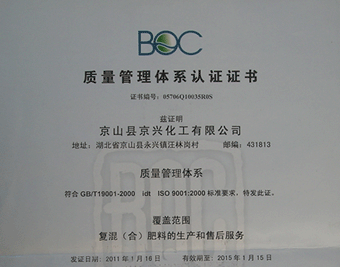 BOC
质量管理体系认证证书
证书编号：05706Q10035R0S
兹证明
京山县京兴化工有限公司
地址：湖北省京山县永兴镇汪林岗村 邮编：431813
质量管理体系
符合 GB/T19001-2000 idt ISO 9001:2000 标准要求，特发此证。
覆盖范围
复混（合）肥料的生产和售后服务
发证日期：2011 年 1 月 16 日 有效期至：2015 年 1 月 15 日